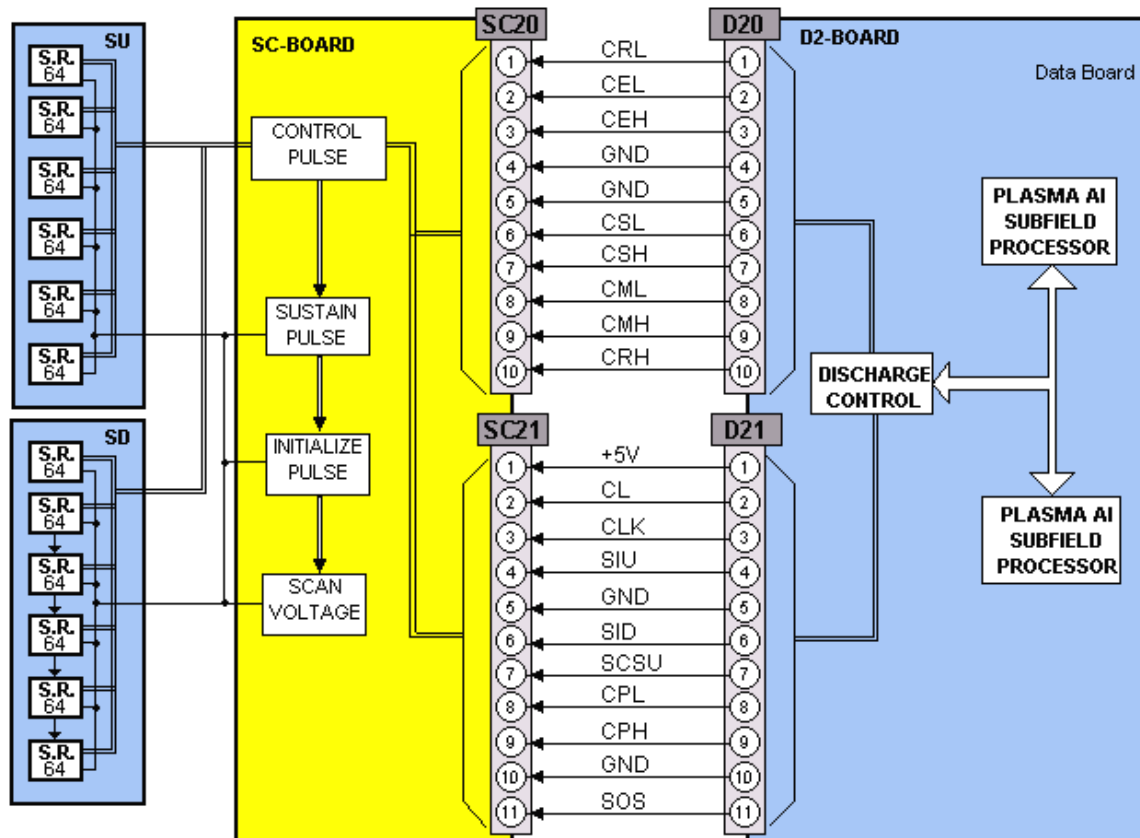 SU
S.R.
64
S.R.
64
S.R.
64
S.R.
64
S.R.
64
S.R.
64
SD
S.R.
64
S.R.
64
S.R.
64
S.R.
64
S.R.
64
S.R.
64
SC-BOARD
CONTROL
PULSE
SUSTAIN
PULSE
INITIALIZE
PULSE
SCAN
VOLTAGE
SC20 D20
1 CRL 1
2 CEL 2
3 CEH 3
4 GND 4
5 GND 5
6 CSL 6
7 CSH 7
8 CML 8
9 CMH 9
10 CRH 10
SC21 D21
1 +5V 1
2 CL 2
3 CLK 3
4 SIU 4
5 GND 5
6 SID 6
7 SCSU 7
8 CPL 8
9 CPH 9
10 GND 10
11 SOS 11
D2-BOARD
Data Board
PLASMA AI
SUBFIELD
PROCESSOR
DISCHARGE
CONTROL
PLASMA AI
SUBFIELD
PROCESSOR